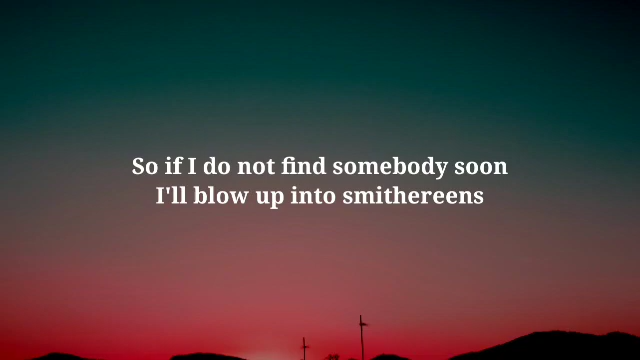 So if I do not find somebody soon
I'll blow up into smithereens